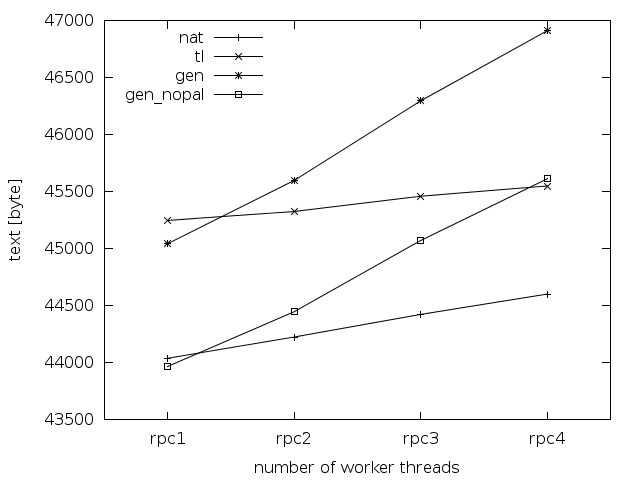 47000
46500
46000
45500
45000
44500
44000
43500
text [byte]
nat
tl
gen
gen_nopal
rpc1 rpc2 rpc3 rpc4
number of worker threads